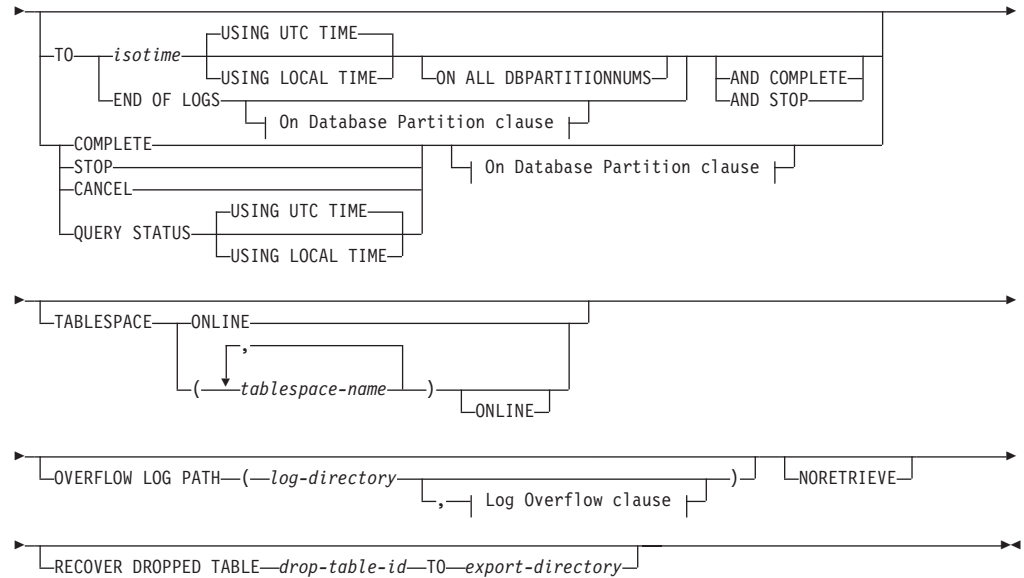 USING UTC TIME
TO isotime
USING LOCAL TIME ON ALL DBPARTITIONNUMS AND COMPLETE
END OF LOGS AND STOP
On Database Partition clause
COMPLETE
STOP On Database Partition clause
CANCEL
USING UTC TIME
QUERY STATUS
USING LOCAL TIME
TABLESPACE ONLINE
,
( tablespace-name )
ONLINE
OVERFLOW LOG PATH ( log-directory ) NORETRIEVE
, Log Overflow clause
RECOVER DROPPED TABLE drop-table-id TO export-directory